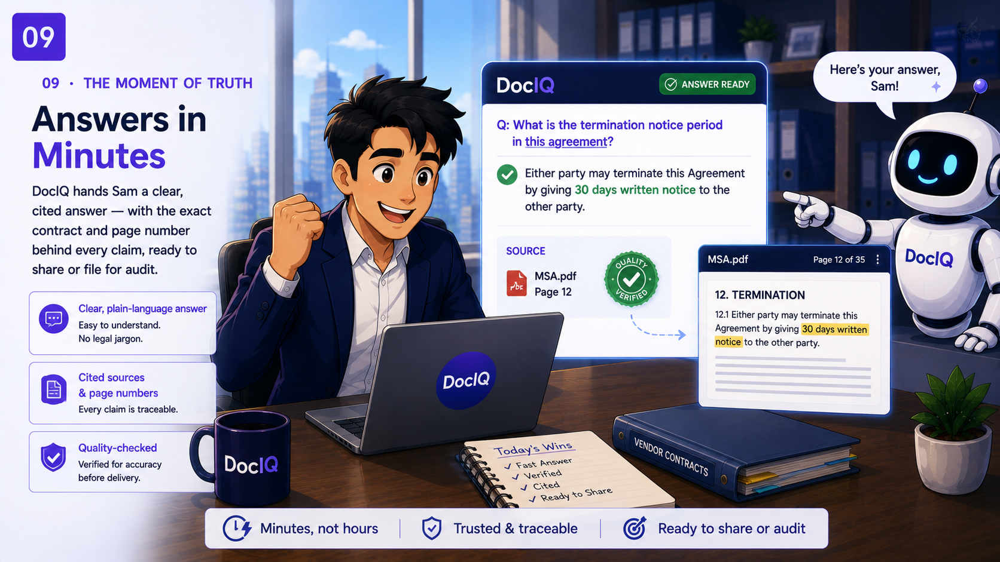 09
09 · THE MOMENT OF TRUTH
Answers in
Minutes
DocIQ hands Sam a clear,
cited answer — with the exact
contract and page number
behind every claim, ready to
share or file for audit.
Clear, plain-language answer
Easy to understand.
No legal jargon.
Cited sources
& page numbers
Every claim is traceable.
Quality-checked
Verified for accuracy
before delivery.
DocIQ
ANSWER READY
Q: What is the termination notice period
in this agreement?
Either party may terminate this Agreement
by giving 30 days written notice to the
other party.
SOURCE
MSA.pdf
Page 12
QUALITY
VERIFIED
Here's your answer,
Sam!
DocIQ
MSA.pdf
Page 12 of 35
12. TERMINATION
12.1 Either party may terminate this
Agreement by giving 30 days written
notice to the other party.
DocIQ
DocIQ
Today's Wins
✓ Fast Answer
✓ Verified
✓ Cited
✓ Ready to Share
VENDOR CONTRACTS
Minutes, not hours
Trusted & traceable
Ready to share or audit